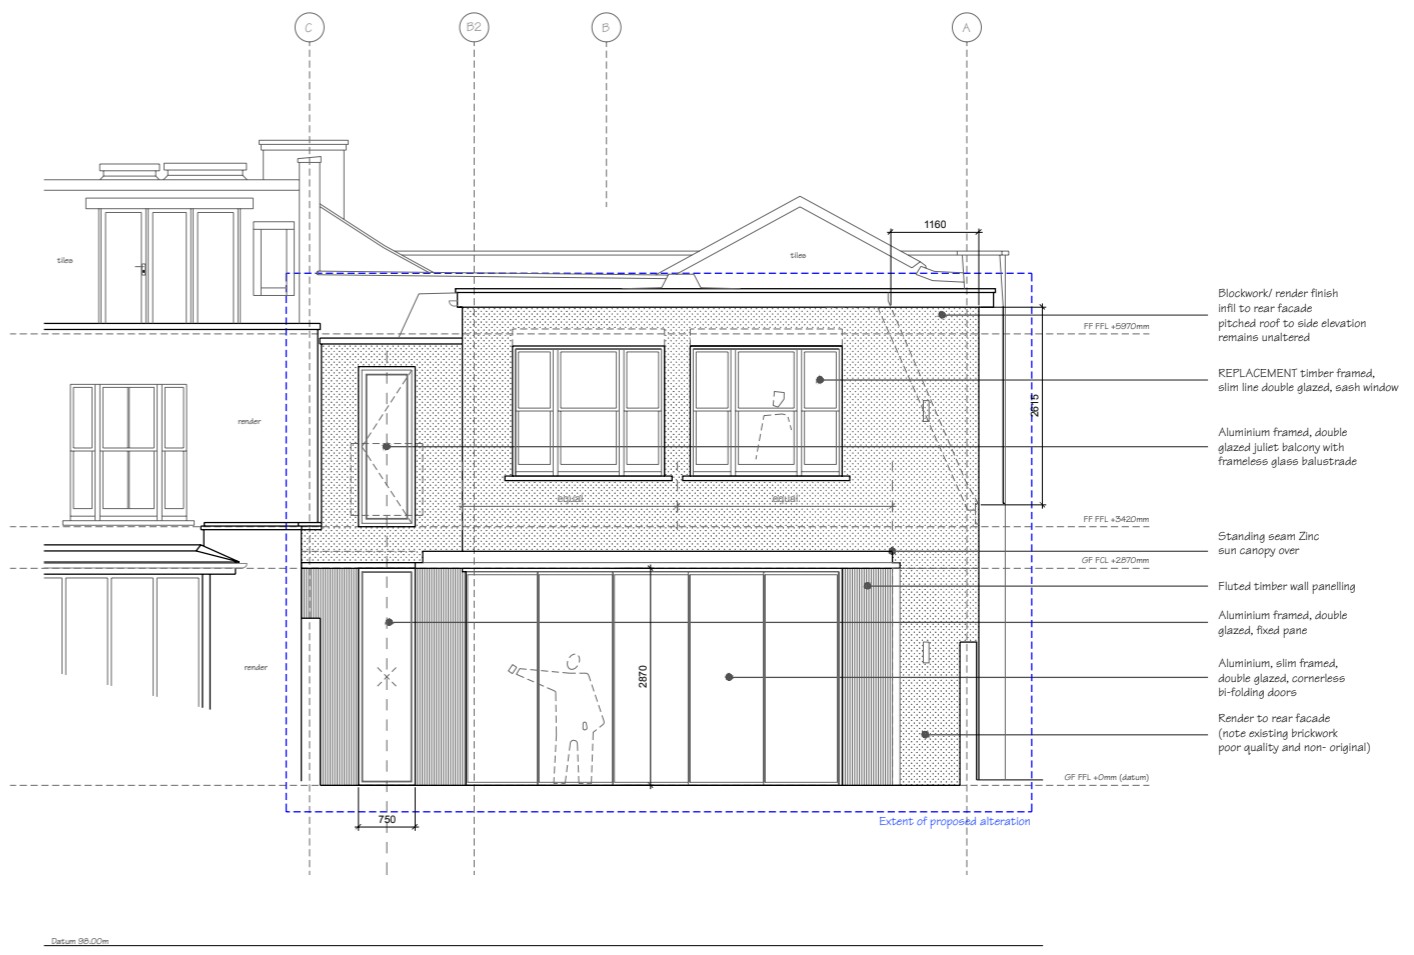 C
B2
B
A
1160
tiles
tiles
Blockwork/ render finish
infil to rear facade
pitched roof to side elevation
remains unaltered
FF FFL +5970mm
REPLACEMENT timber framed,
slim line double glazed, sash window
2615
render
Aluminium framed, double
glazed juliet balcony with
frameless glass balustrade
equal
equal
FF FFL +3420mm
Standing seam Zinc
sun canopy over
GF FCL +2870mm
Fluted timber wall panelling
Aluminium framed, double
glazed, fixed pane
render
2870
Aluminium, slim framed,
double glazed, cornerless
bi-folding doors
Render to rear facade
(note existing brickwork
poor quality and non- original)
GF FFL +0mm (datum)
750
Extent of proposed alteration
Datum 98.00m